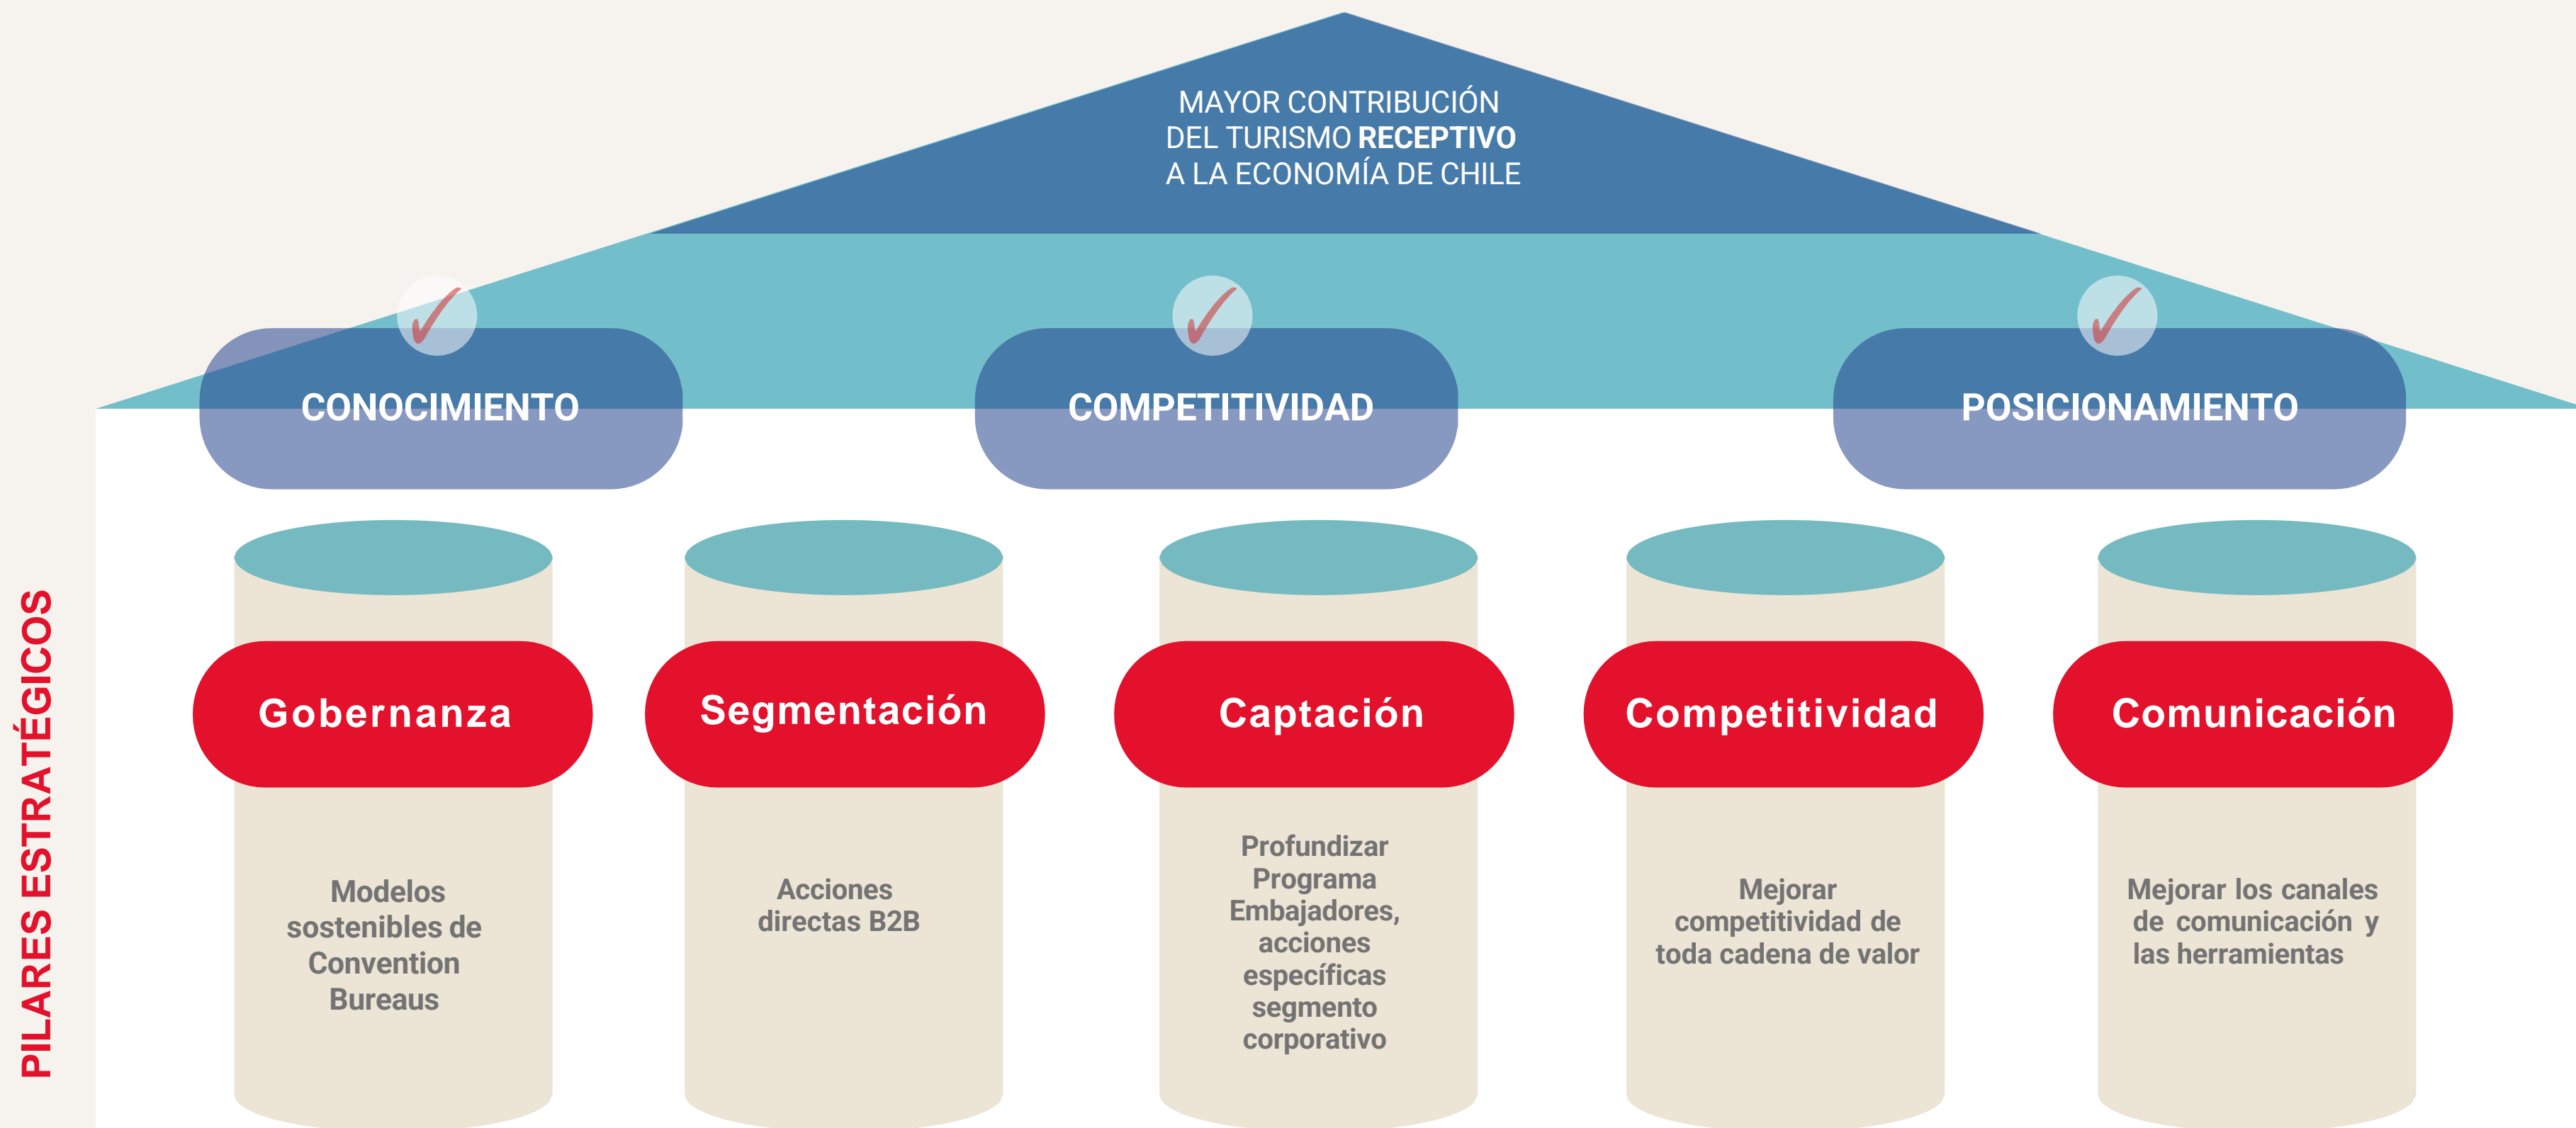 MAYOR CONTRIBUCIÓN
DEL TURISMO RECEPTIVO
A LA ECONOMÍA DE CHILE
CONOCIMIENTO
COMPETITIVIDAD
POSICIONAMIENTO
PILARES ESTRATÉGICOS
Gobernanza
Modelos
sostenibles de
Convention
Bureaus
Segmentación
Acciones
directas B2B
Captación
Profundizar
Programa
Embajadores,
acciones
específicas
segmento
corporativo
Competitividad
Mejorar
competitividad de
toda cadena de valor
Comunicación
Mejorar los canales
de comunicación y
las herramientas